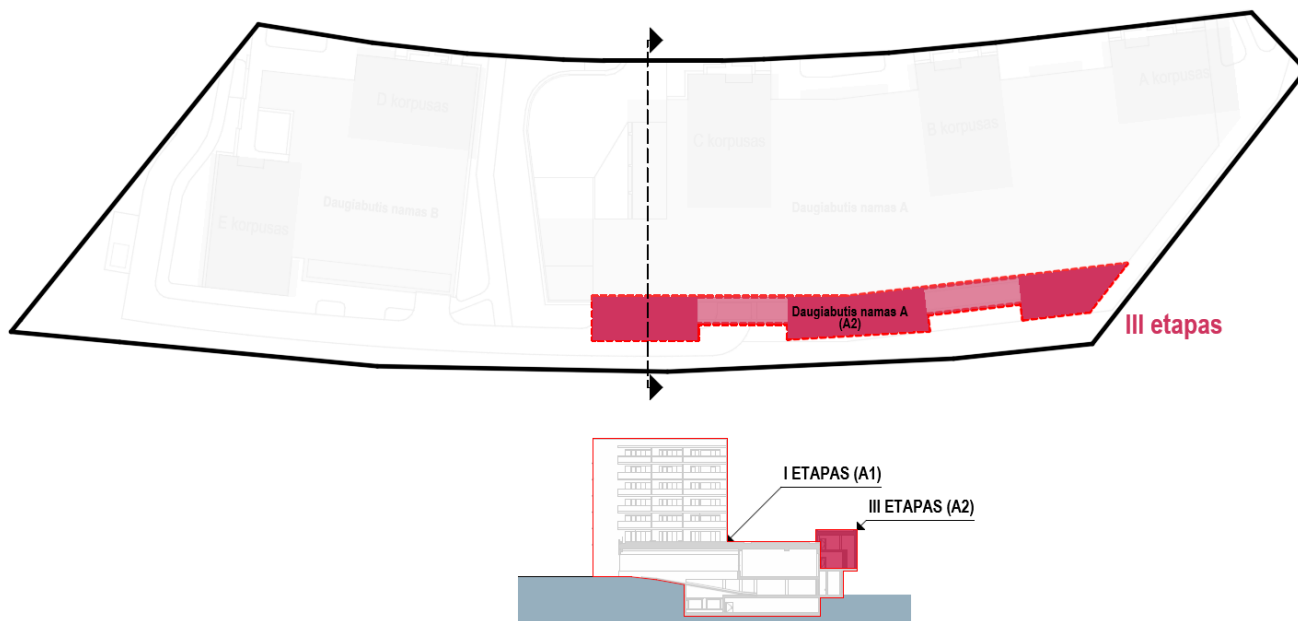 A korpusas
D korpusas
B korpusas
C korpusas
Daugiabutis namas B
Daugiabutis namas A
E korpusas
Daugiabutis namas A
(A2)
III etapas
I ETAPAS (A1)
III ETAPAS (A2)